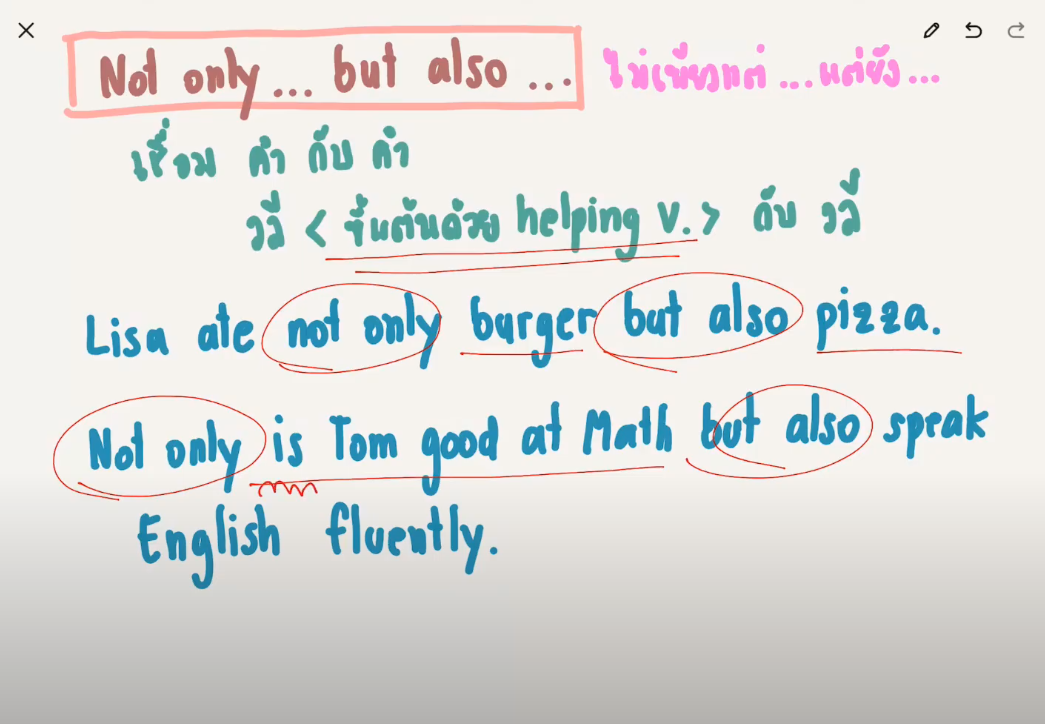 Not only... but also... ไม่เพียงแต่ ...แต่ยัง...
เชื่อม คำ กับ คำ
วลี < ขึ้นต้นด้วย helping v. > กับ วลี
Lisa ate not only burger but also pizza.
Not only is Tom good at Math but also speak
English fluently.